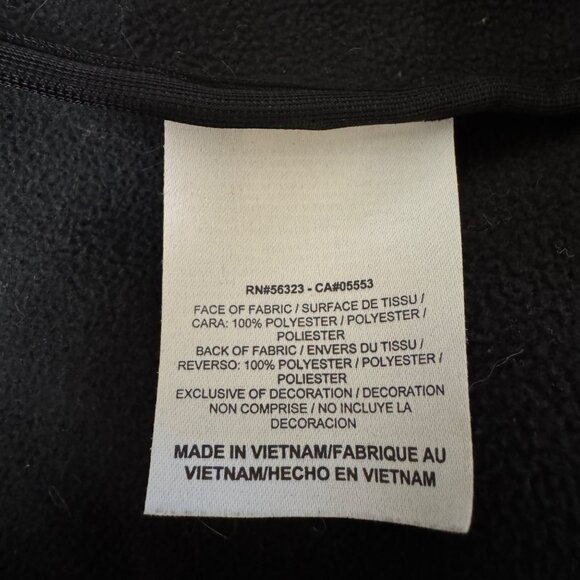 RN#56323 - CA#05553
FACE OF FABRIC / SURFACE DE TISSU /
CARA: 100% POLYESTER / POLYESTER /
POLIESTER
BACK OF FABRIC / ENVERS DU TISSU /
REVERSO: 100% POLYESTER / POLYESTER /
POLIESTER
EXCLUSIVE OF DECORATION / DECORATION
NON COMPRISE / NO INCLUYE LA
DECORACION
MADE IN VIETNAM/FABRIQUE AU
VIETNAM/HECHO EN VIETNAM